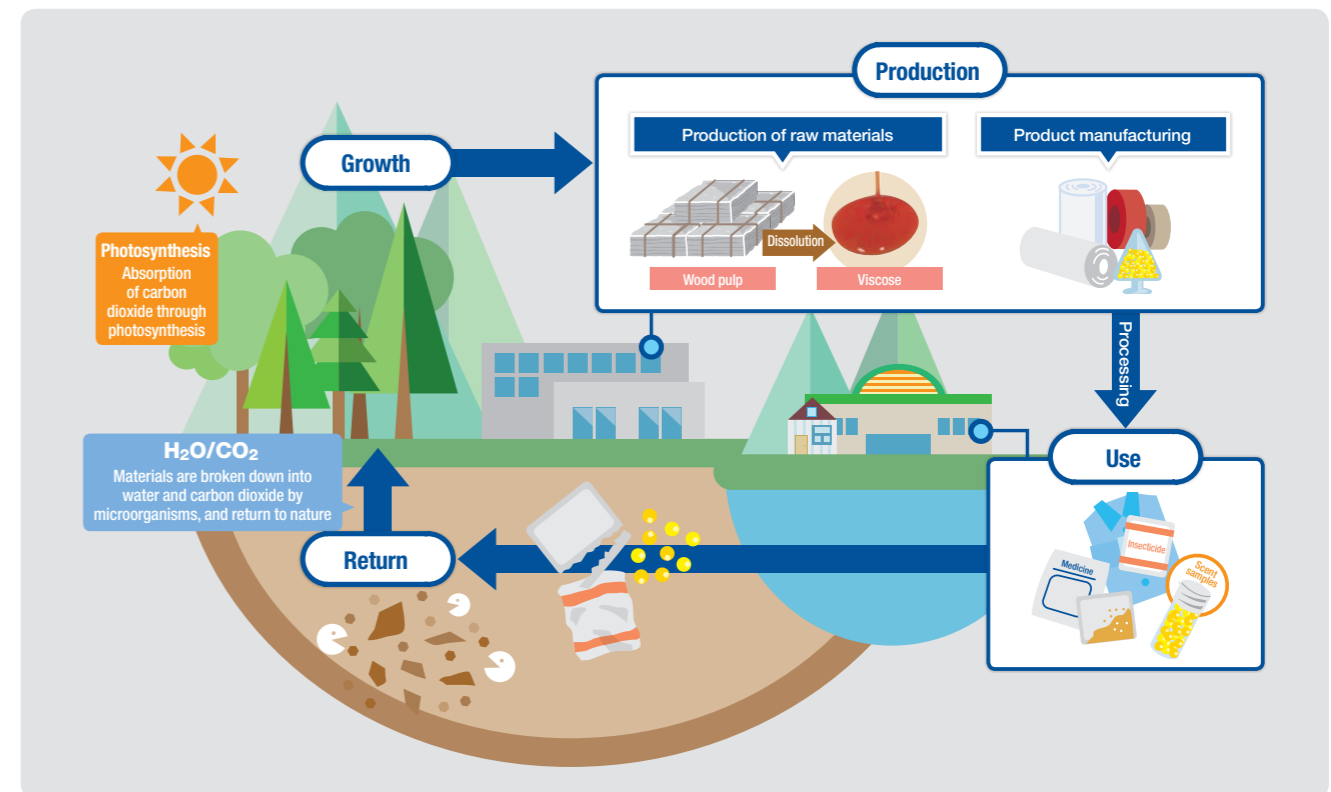 Production
Production of raw materials
Product manufacturing
Growth
Photosynthesis
Absorption
of carbon
dioxide through
photosynthesis
Dissolution
Wood pulp
Viscose
Processing
H₂O/CO₂
Materials are broken down into
water and carbon dioxide by
microorganisms, and return to nature
Use
Insecticide
Medicine
Scent
samples
Return